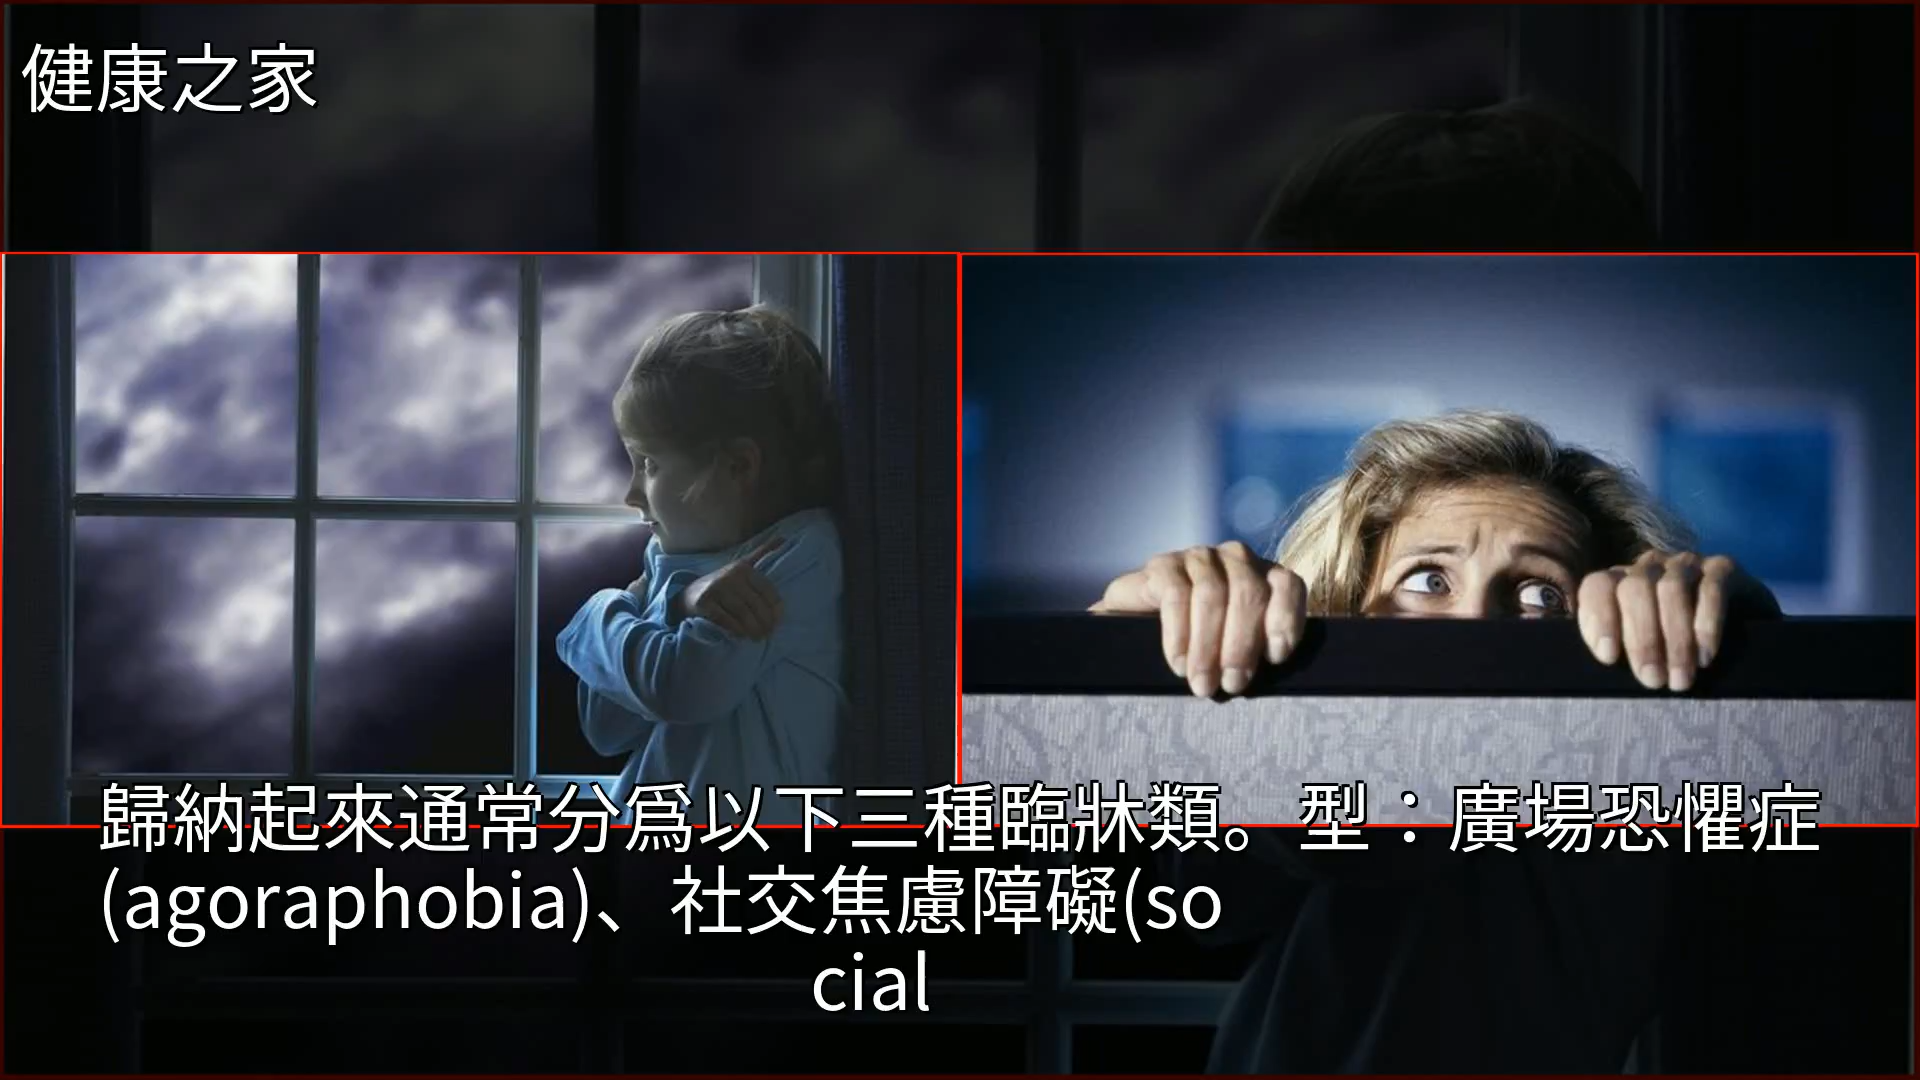 健康之家
歸納起來通常分爲以下三種臨牀類。型：廣場恐懼症
(agoraphobia)、社交焦慮障礙(so
cial